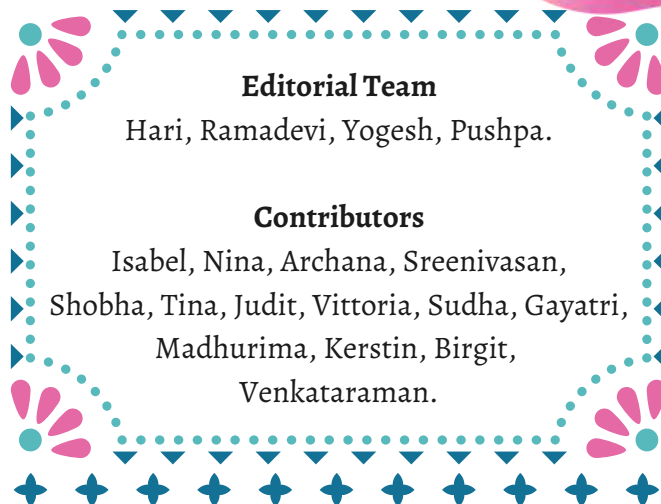 Editorial Team
Hari, Ramadevi, Yogesh, Pushpa.
Contributors
Isabel, Nina, Archana, Sreenivasan,
Shobha, Tina, Judit, Vittoria, Sudha, Gayatri,
Madhurima, Kerstin, Birgit,
Venkataraman.